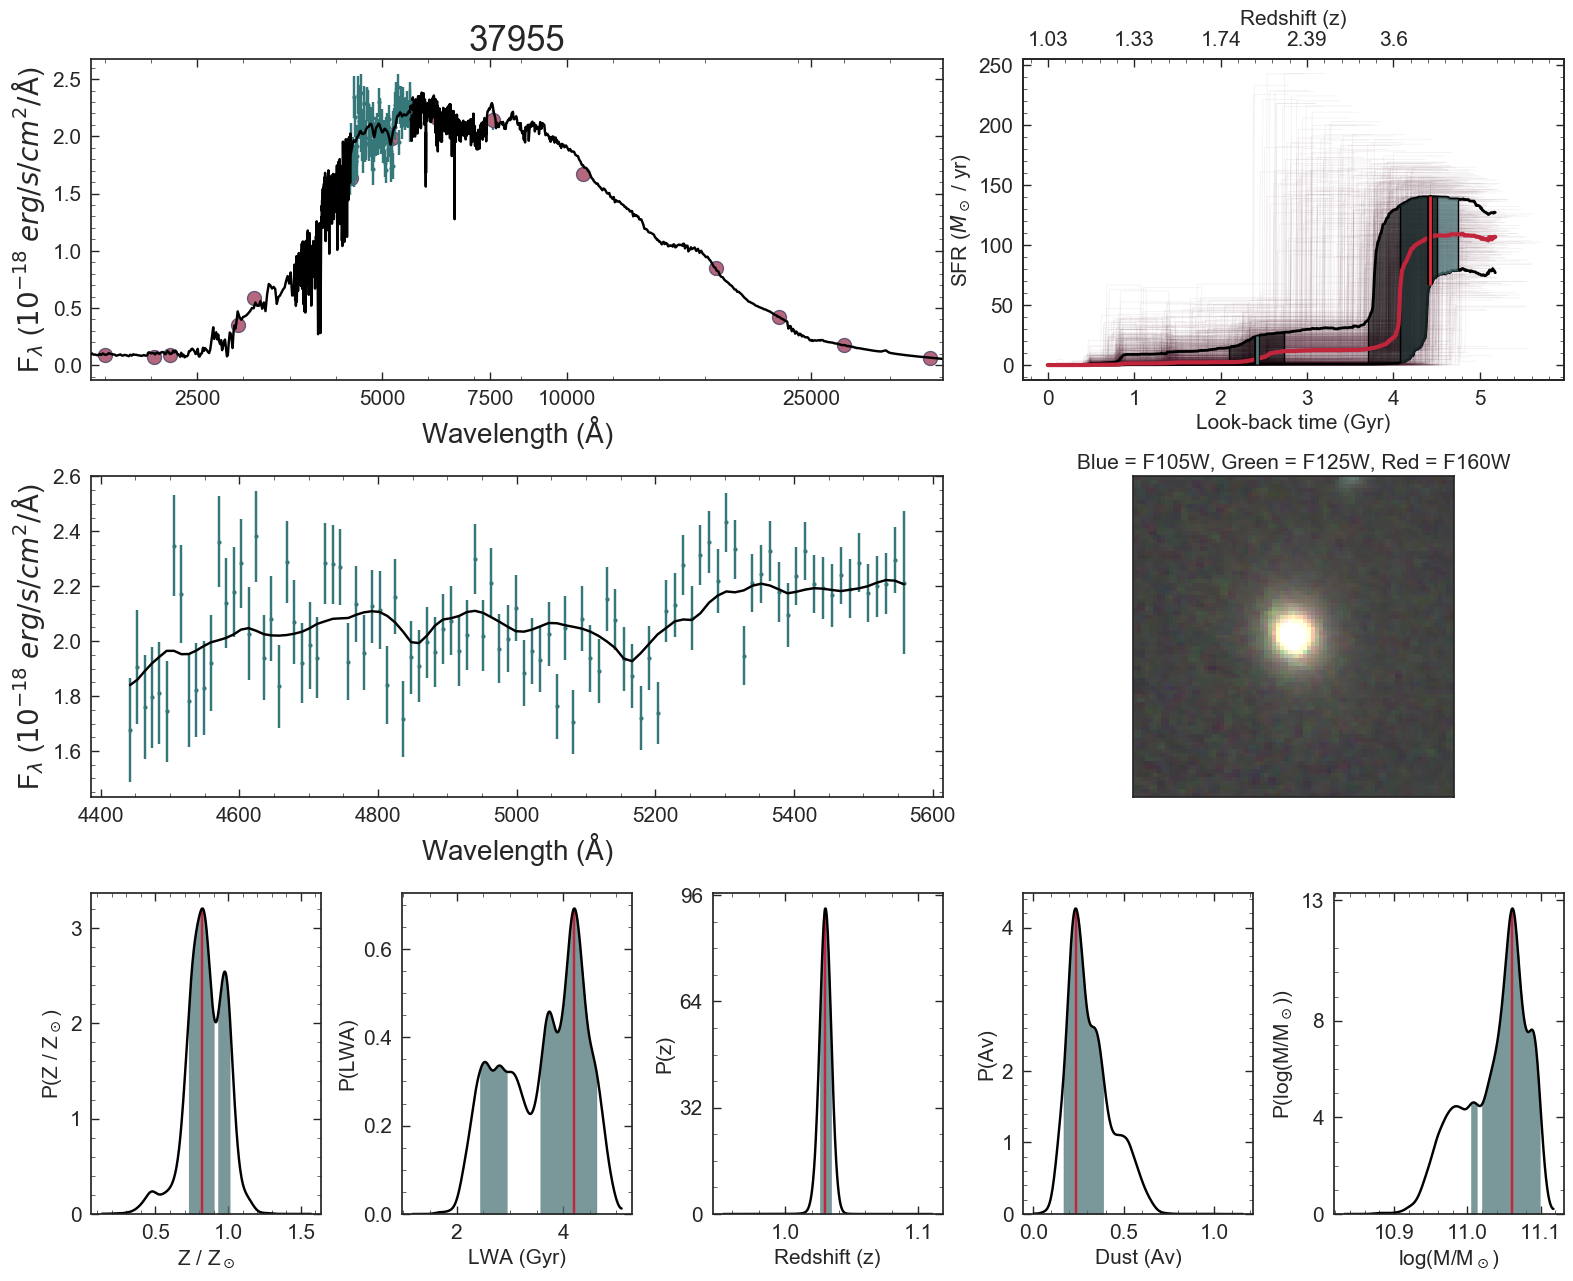 37955
F_λ (10^−18 erg/s/cm^2/Å)
2.5
2.0
1.5
1.0
0.5
0.0
2500 5000 7500 10000 25000
Wavelength (Å)
Redshift (z)
1.03 1.33 1.74 2.39 3.6
SFR (M_⊙ / yr)
250
200
150
100
50
0
0 1 2 3 4 5
Look-back time (Gyr)
F_λ (10^−18 erg/s/cm^2/Å)
2.6
2.4
2.2
2.0
1.8
1.6
4400 4600 4800 5000 5200 5400 5600
Wavelength (Å)
Blue = F105W, Green = F125W, Red = F160W
P(Z / Z_⊙)
3
2
1
0
0.5 1.0 1.5
Z / Z_⊙
P(LWA)
0.6
0.4
0.2
0.0
2 4
LWA (Gyr)
P(z)
96
64
32
0
1.0 1.1
Redshift (z)
P(Av)
4
2
1
0
0.0 0.5 1.0
Dust (Av)
P(log(M/M_⊙))
13
8
4
0
10.9 11.0 11.1
log(M/M_⊙)